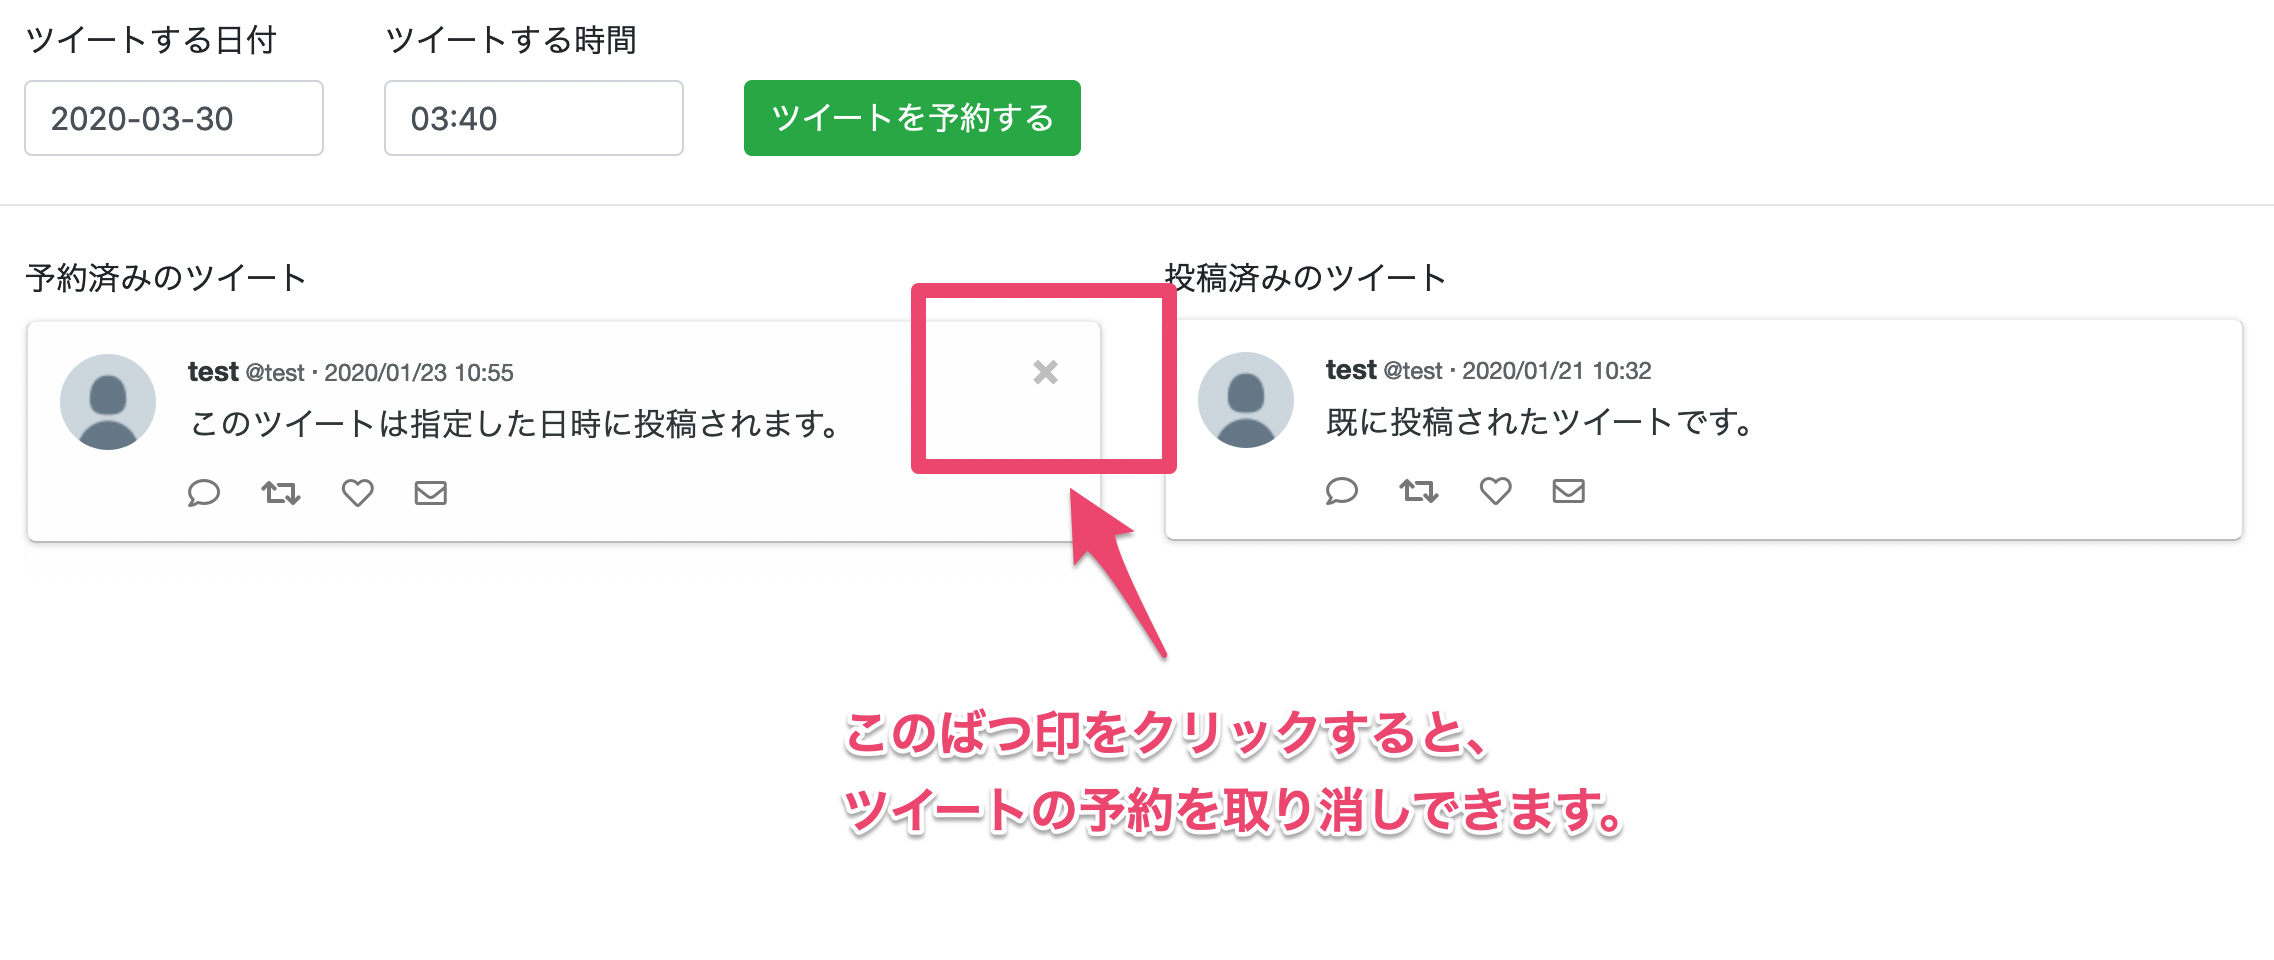 ツイートする日付
ツイートする時間
2020-03-30
03:40
ツイートを予約する
予約済みのツイート
test @test · 2020/01/23 10:55
このツイートは指定した日時に投稿されます。
投稿済みのツイート
test @test · 2020/01/21 10:32
既に投稿されたツイートです。
このばつ印をクリックすると、
ツイートの予約を取り消しできます。